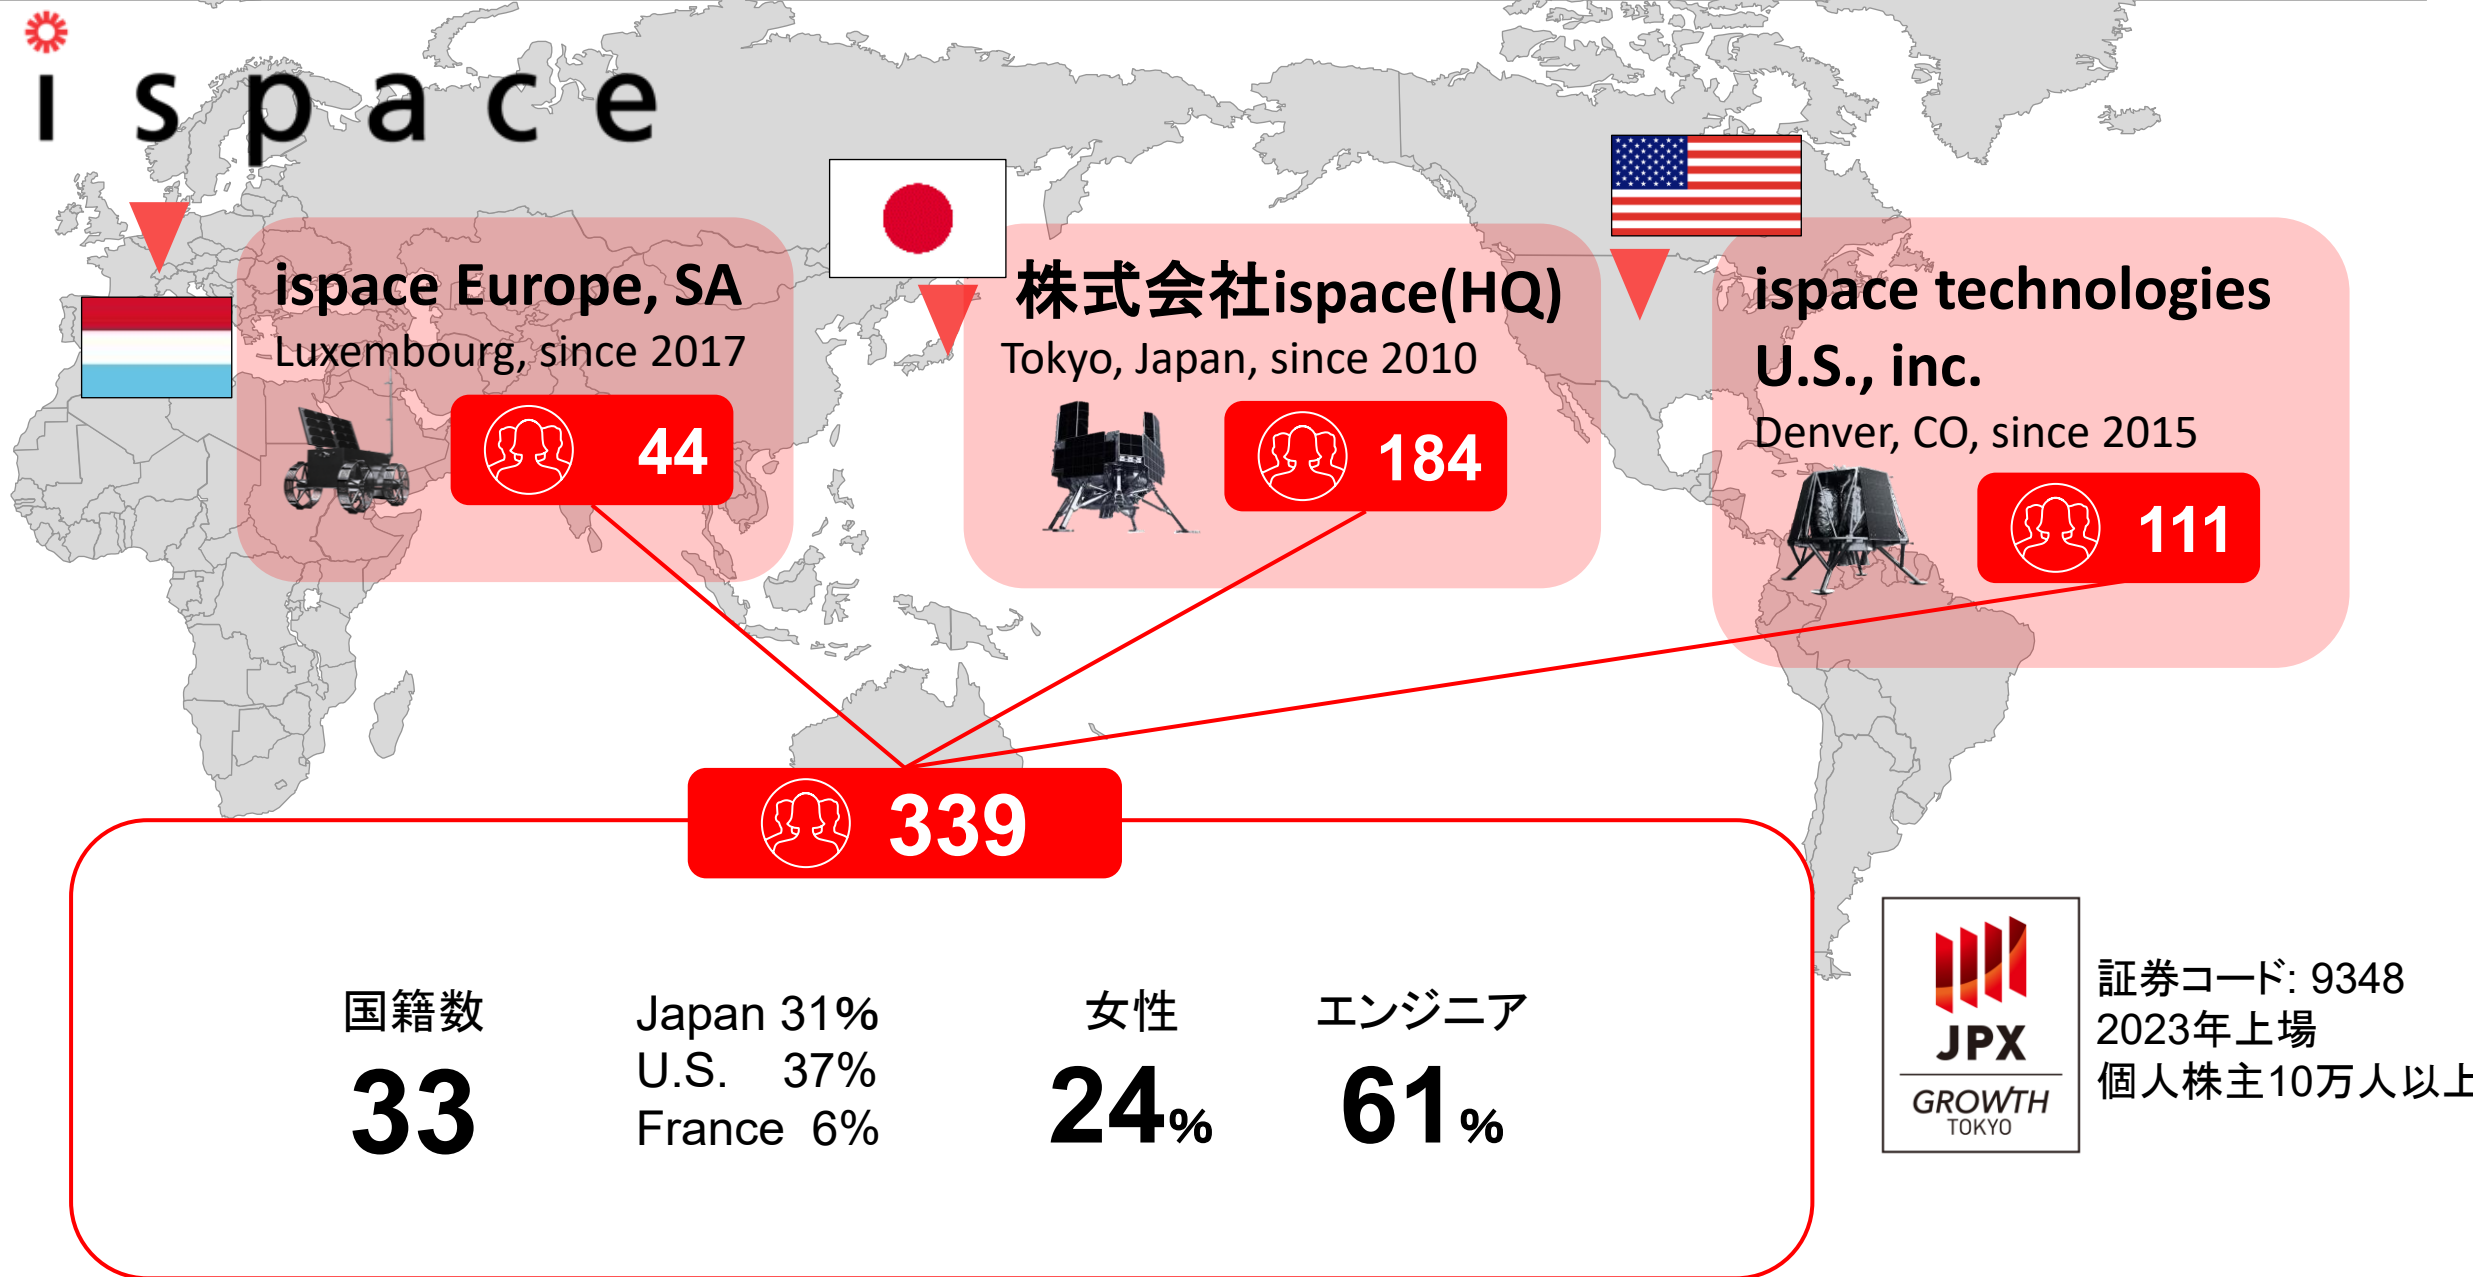 ispace
ispace Europe, SA
Luxembourg, since 2017
44
株式会社ispace(HQ)
Tokyo, Japan, since 2010
184
ispace technologies
U.S., inc.
Denver, CO, since 2015
111
339
国籍数
33
Japan 31%
U.S. 37%
France 6%
女性
24%
エンジニア
61%
JPX
GROWTH
TOKYO
証券コード: 9348
2023年上場
個人株主10万人以上